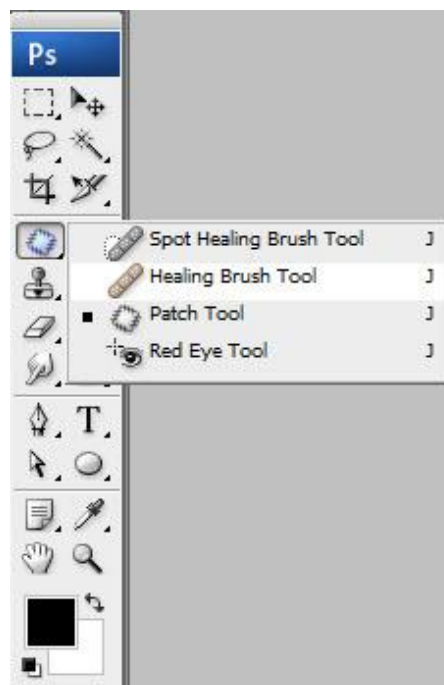 Ps
Spot Healing Brush Tool J
Healing Brush Tool J
Patch Tool J
Red Eye Tool J
T